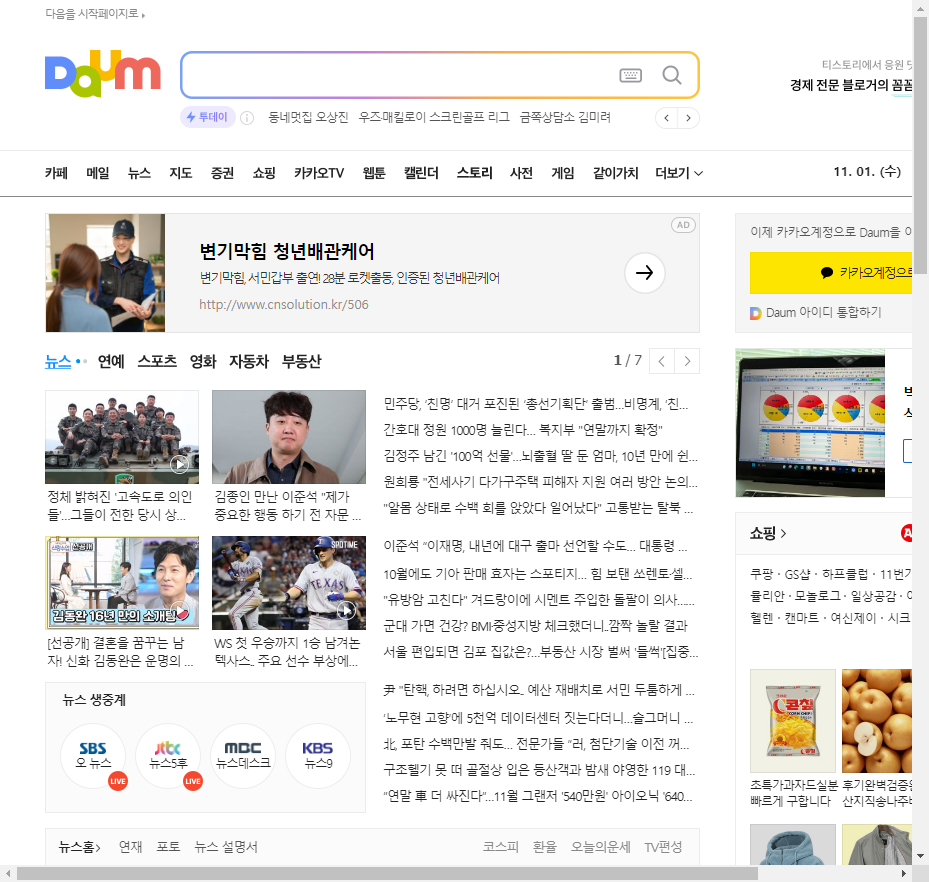 다음을 시작페이지로
Daum
티스토리에서 응원
경제 전문 블로거의 꼼꼼
투데이
동네멋집 오상진 우즈·매킬로이 스크린골프 리그 금쪽상담소 김미려
카페 메일 뉴스 지도 증권 쇼핑 카카오TV 웹툰 캘린더 스토리 사전 게임 같이가치 더보기
11. 01. (수)
AD
변기막힘 청년배관케어
변기막힘, 서민갑부 출연! 28분 로켓출동, 인증된 청년배관케어
http://www.cnsolution.kr/506
이제 카카오계정으로 Daum을 이
카카오계정으로
Daum 아이디 통합하기
뉴스 연예 스포츠 영화 자동차 부동산
1 / 7
정체 밝혀진 '고속도로 의인
들'…그들이 전한 당시 상…
김종인 만난 이준석 "제가
중요한 행동 하기 전 자문 …
선공개
김동완 16년 만의 소개팅
[선공개] 결혼을 꿈꾸는 남
자! 신화 김동완은 운명의 …
SPOTIME
TEXAS
WS 첫 우승까지 1승 남겨논
텍사스.. 주요 선수 부상에…
민주당, '친명' 대거 포진된 '총선기획단' 출범…비명계, '친…
간호대 정원 1000명 늘린다… 복지부 "연말까지 확정"
김정주 남긴 '100억 선물'…뇌출혈 딸 둔 엄마, 10년 만에 쉰…
원희룡 "전세사기 다가구주택 피해자 지원 여러 방안 논의…
"알몸 상태로 수백 회를 앉았다 일어났다" 고통받는 탈북 …
이준석 “이재명, 내년에 대구 출마 선언할 수도… 대통령 …
10월에도 기아 판매 효자는 스포티지… 힘 보탠 쏘렌토·셀…
"유방암 고친다" 겨드랑이에 시멘트 주입한 돌팔이 의사……
군대 가면 건강? BMI·중성지방 체크했더니..깜짝 놀랄 결과
서울 편입되면 김포 집값은?…부동산 시장 벌써 '들썩'[집중…
尹 "탄핵, 하려면 하십시오.. 예산 재배치로 서민 두툼하게 …
'노무현 고향'에 5천억 데이터센터 짓는다더니…슬그머니 …
北, 포탄 수백만발 줘도… 전문가들 “러, 첨단기술 이전 꺼…
구조헬기 못 떠 골절상 입은 등산객과 밤새 야영한 119 대…
“연말 車 더 싸진다”…11월 그랜저 '540만원' 아이오닉 '640…
뉴스 생중계
SBS
오 뉴스
LIVE
jtbc
뉴스5후
LIVE
MBC
뉴스데스크
KBS
뉴스9
쇼핑
쿠팡 · GS샵 · 하프클럽 · 11번가
뮬리안 · 모눌로그 · 일상공감 · 
헬렌 · 캔마트 · 여신제이 · 시크
콘칩
초특가과자드실분
빠르게 구합니다
후기완벽검증완
산지직송나주배
뉴스홈 연재 포토 뉴스 설명서
코스피 환율 오늘의운세 TV편성